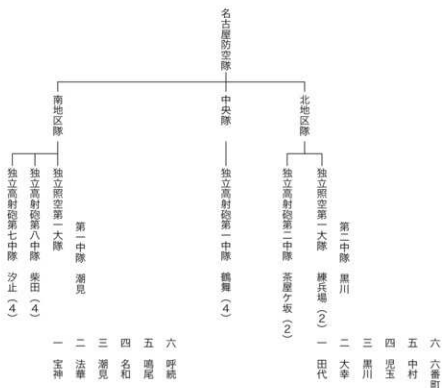 名古屋防空隊
北地区隊
中央隊
南地区隊
独立照空第一大隊　練兵場（２）
第二中隊　黒川
一　田代
二　大幸
三　黒川
四　児玉
五　中村
六　六番町
独立高射砲第二中隊　茶屋ケ坂（２）
独立高射砲第一中隊　鶴舞（４）
独立照空第一大隊
第一中隊　潮見
一　宝神
二　法華
三　潮見
四　名和
五　鳴尾
六　呼続
独立高射砲第八中隊　柴田（４）
独立高射砲第七中隊　汐止（４）